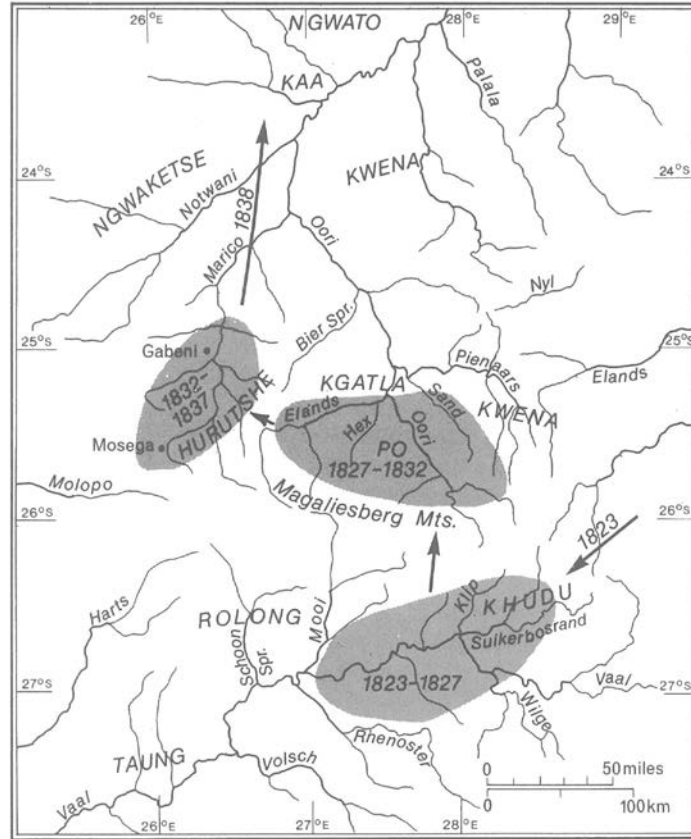 26°E
NGWATO
28°E
29°E
KAA
Palala
24°S
NGWAKETSE
Notwani
1838
KWENA
24°S
Marico
Oori
Nyl
Bier Spr.
25°S
Gabeni
25°S
Pienaars
Elands
1832–
1837
HURUTSHE
KGATLA
Sand
KWENA
Elands
Hex
Oori
Mosega
PO
1827–1832
Molopo
Magaliesberg Mts.
26°S
26°S
1823
Harts
ROLONG
Mooi
Klip
KHUDU
Schoon
Spr.
Suikerbosrand
27°S
1823–1827
Vaal
27°S
Wilge
Rhenoster
TAUNG
Volsch
0 50 miles
0 100 km
Vaal
26°E
27°E
28°E